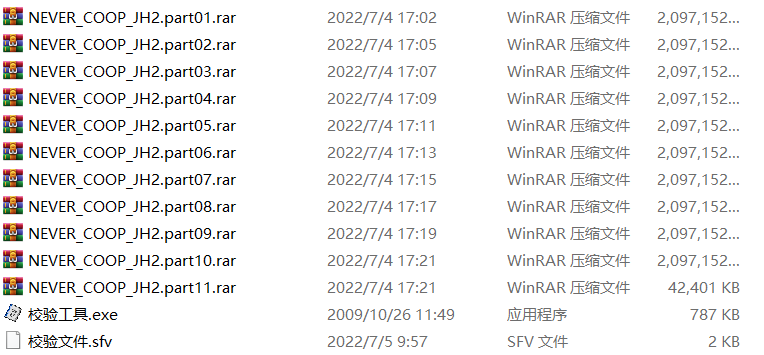 NEVER_COOP_JH2.part01.rar 2022/7/4 17:02 WinRAR 压缩文件 2,097,152...
NEVER_COOP_JH2.part02.rar 2022/7/4 17:05 WinRAR 压缩文件 2,097,152...
NEVER_COOP_JH2.part03.rar 2022/7/4 17:07 WinRAR 压缩文件 2,097,152...
NEVER_COOP_JH2.part04.rar 2022/7/4 17:09 WinRAR 压缩文件 2,097,152...
NEVER_COOP_JH2.part05.rar 2022/7/4 17:11 WinRAR 压缩文件 2,097,152...
NEVER_COOP_JH2.part06.rar 2022/7/4 17:13 WinRAR 压缩文件 2,097,152...
NEVER_COOP_JH2.part07.rar 2022/7/4 17:15 WinRAR 压缩文件 2,097,152...
NEVER_COOP_JH2.part08.rar 2022/7/4 17:17 WinRAR 压缩文件 2,097,152...
NEVER_COOP_JH2.part09.rar 2022/7/4 17:19 WinRAR 压缩文件 2,097,152...
NEVER_COOP_JH2.part10.rar 2022/7/4 17:21 WinRAR 压缩文件 2,097,152...
NEVER_COOP_JH2.part11.rar 2022/7/4 17:21 WinRAR 压缩文件 42,401 KB
校验工具.exe 2009/10/26 11:49 应用程序 787 KB
校验文件.sfv 2022/7/5 9:57 SFV 文件 2 KB